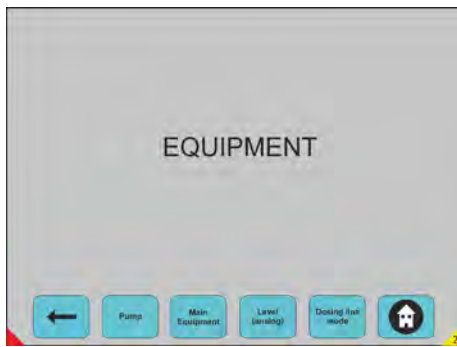 EQUIPMENT
Pump
Main
Equipment
Level
(analog)
Dosing line
mode